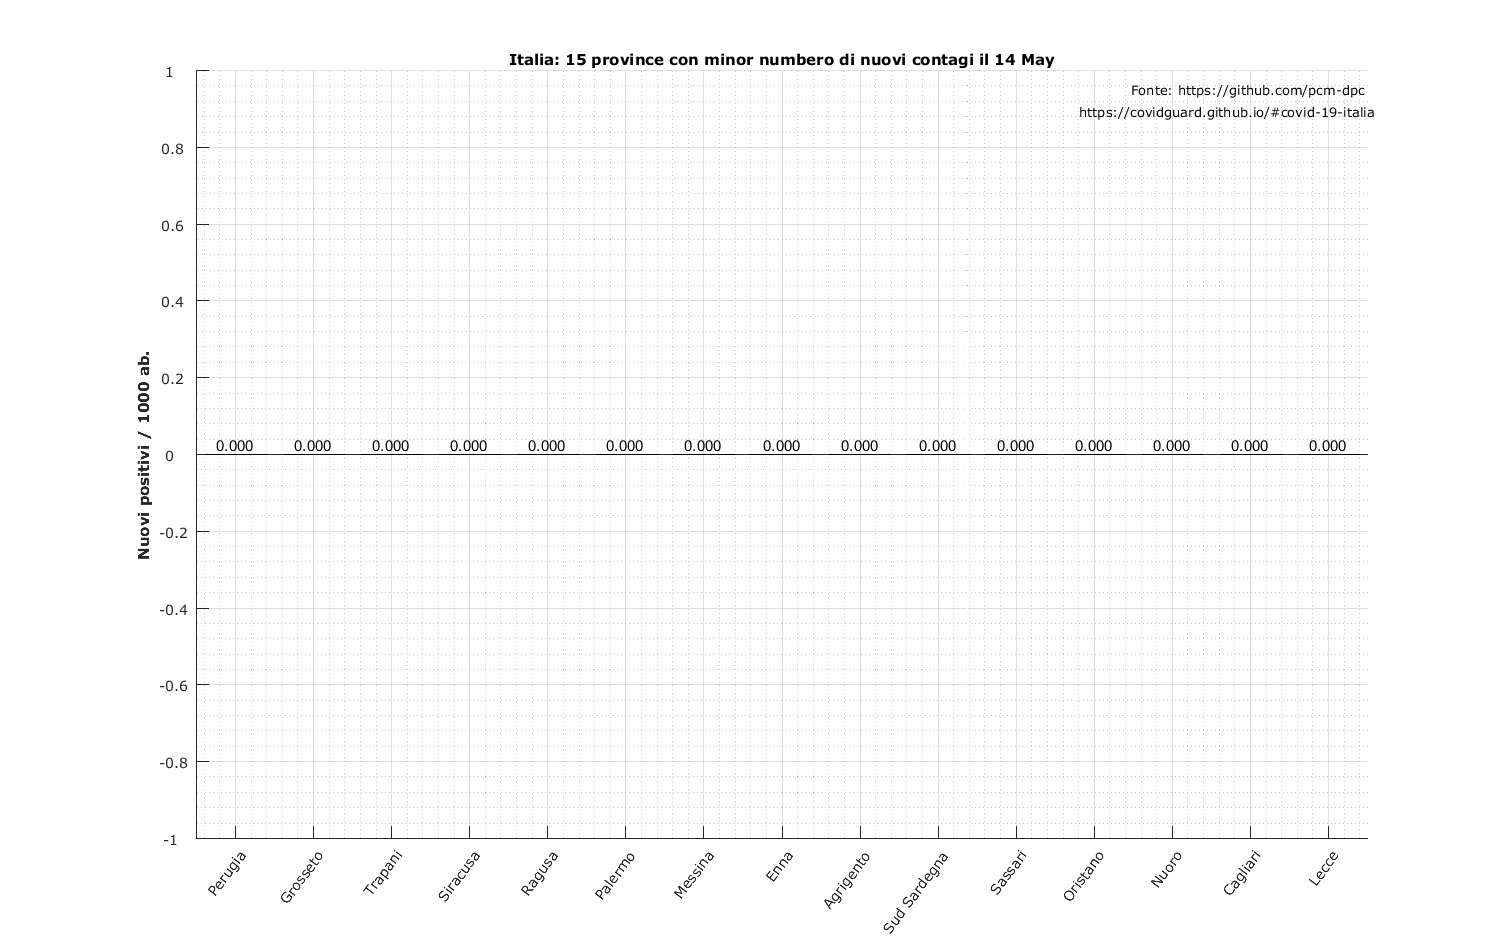 Italia: 15 province con minor numbero di nuovi contagi il 14 May
Fonte: https://github.com/pcm-dpc
https://covidguard.github.io/#covid-19-italia
Nuovi positivi / 1000 ab.
1
0.8
0.6
0.4
0.2
0
-0.2
-0.4
-0.6
-0.8
-1
0.000 0.000 0.000 0.000 0.000 0.000 0.000 0.000 0.000 0.000 0.000 0.000 0.000 0.000 0.000
Perugia
Grosseto
Trapani
Siracusa
Ragusa
Palermo
Messina
Enna
Agrigento
Sud Sardegna
Sassari
Oristano
Nuoro
Cagliari
Lecce